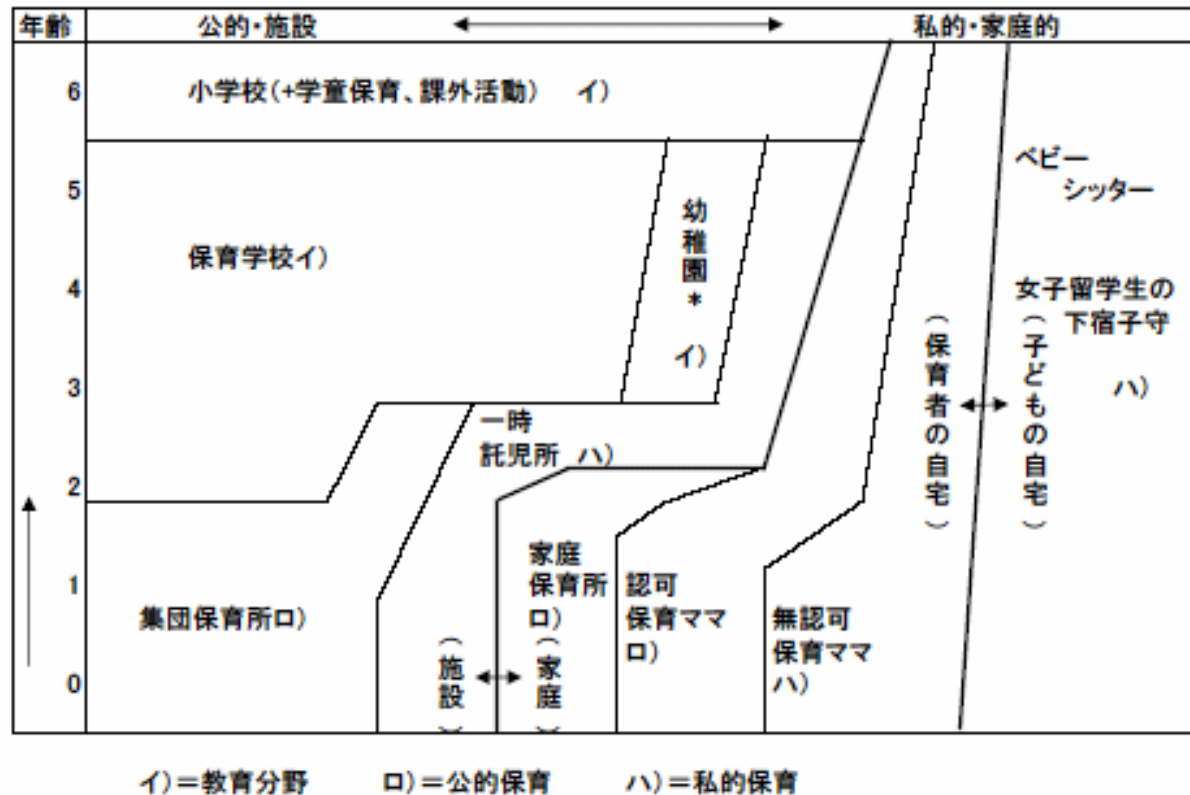 年齢 公的・施設 私的・家庭的
6 小学校(+学童保育、課外活動) イ)
5
4
3
2
1
0
保育学校イ)
幼稚園* イ)
ベビー
シッター
女子留学生の
下宿子守
ハ)
(保育者の自宅)
(子どもの自宅)
一時
託児所 ハ)
集団保育所ロ)
(施設)
(家庭)
家庭
保育所
ロ)
認可
保育ママ
ロ)
無認可
保育ママ
ハ)
イ)=教育分野 ロ)=公的保育 ハ)=私的保育